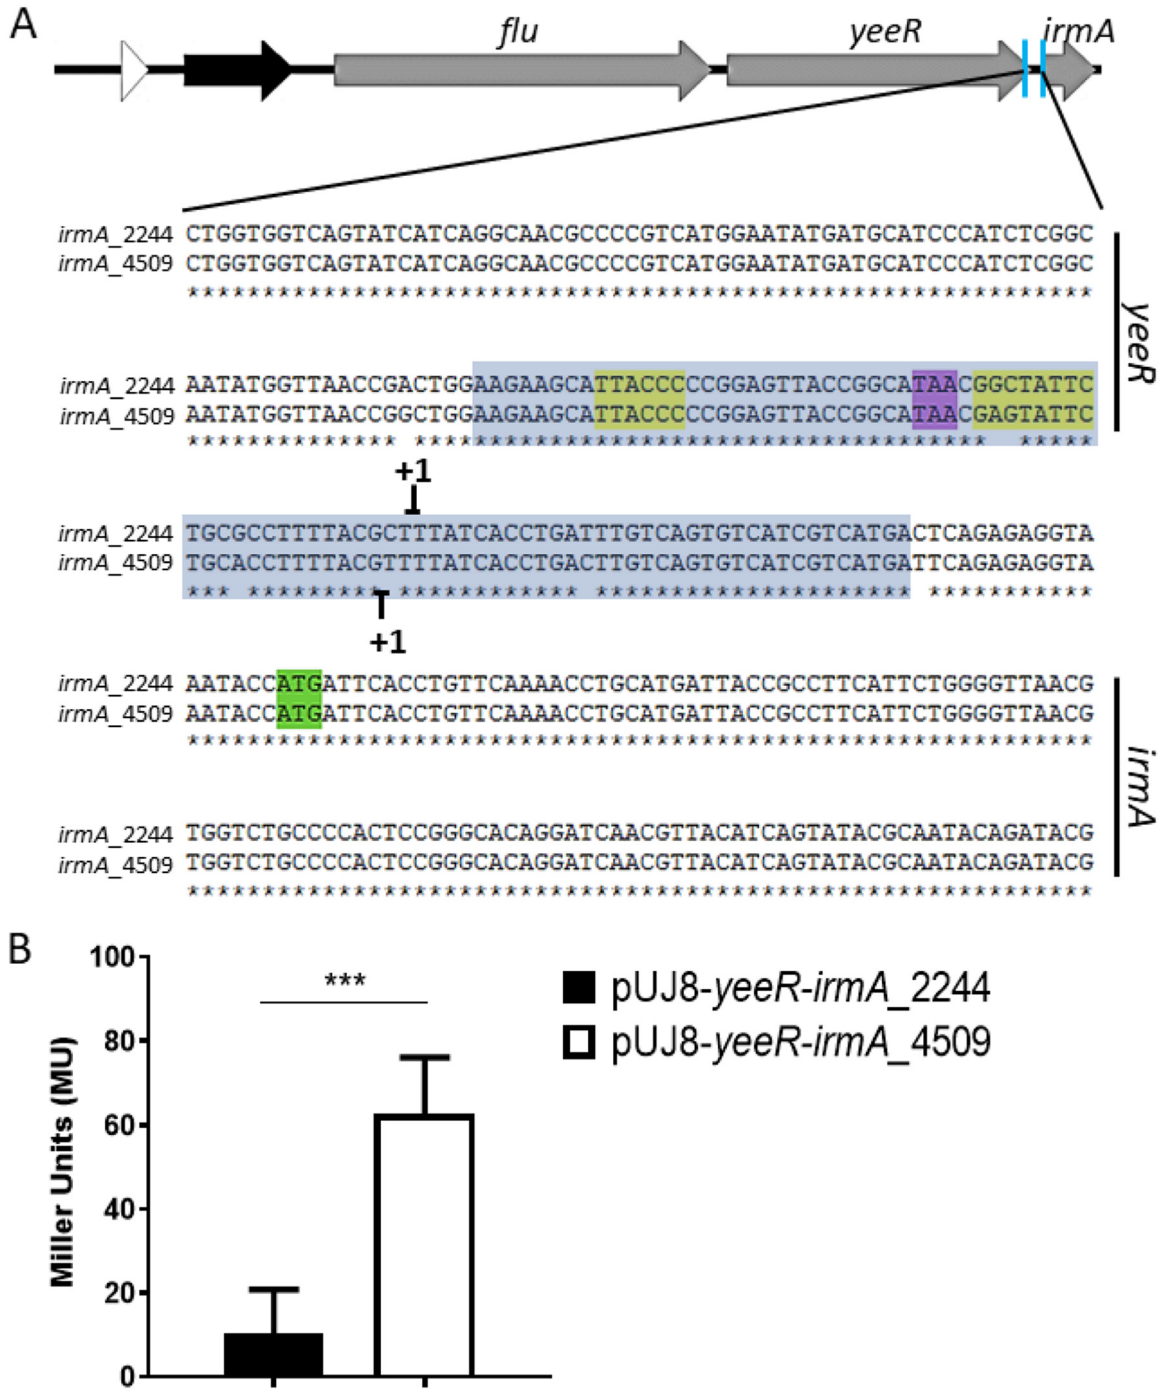 A
flu yeeR irmA
irmA_2244 CTGGTGGTCAGTATCATCAGGCAACGCCCCGTCATGGAATATGATGCATCCCATCTCGGC
irmA_4509 CTGGTGGTCAGTATCATCAGGCAACGCCCCGTCATGGAATATGATGCATCCCATCTCGGC
************************************************************
yeeR
irmA_2244 AATATGGTTAACCGACTGGAAGAAGCATTACCCCCGGAGTTACCGGCATAACGGCTATTC
irmA_4509 AATATGGTTAACCGGCTGGAAGAAGCATTACCCCCGGAGTTACCGGCATAACGAGTATTC
************** ************************************** *****
+1
irmA_2244 TGCGCCTTTTACGCTTTATCACCTGATTTGTCAGTGTCATCGTCATGACTCAGAGAGGTA
irmA_4509 TGCACCTTTTACGTTTTATCACCTGACTTGTCAGTGTCATCGTCATGATTCAGAGAGGTA
*** ********* ************ ********************* ***********
+1
irmA_2244 AATACCATGATTCACCTGTTCAAAACCTGCATGATTACCGCCTTCATTCTGGGGTTAACG
irmA_4509 AATACCATGATTCACCTGTTCAAAACCTGCATGATTACCGCCTTCATTCTGGGGTTAACG
************************************************************
irmA
irmA_2244 TGGTCTGCCCCACTCCGGGCACAGGATCAACGTTACATCAGTATACGCAATACAGATACG
irmA_4509 TGGTCTGCCCCACTCCGGGCACAGGATCAACGTTACATCAGTATACGCAATACAGATACG
************************************************************
B
Miller Units (MU)
100
80
60
40
20
0
***
pUJ8-yeeR-irmA_2244
pUJ8-yeeR-irmA_4509